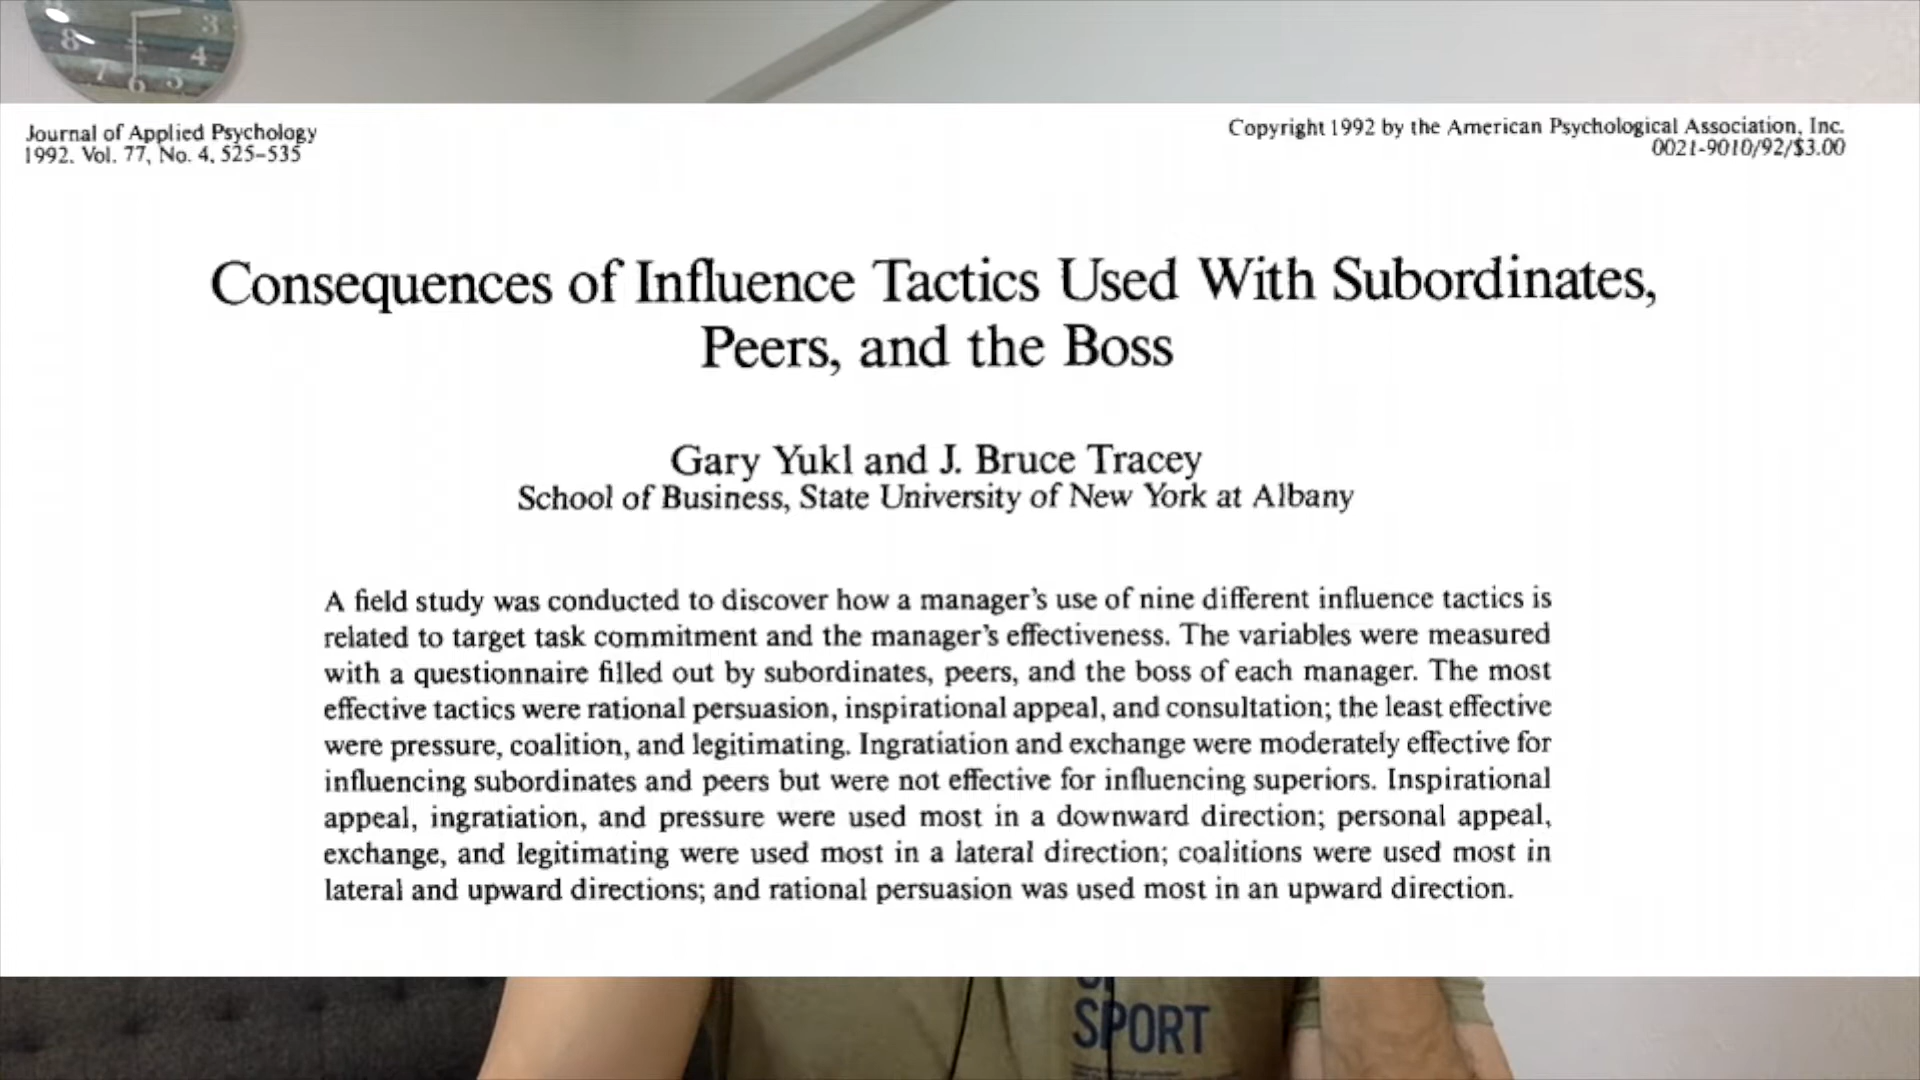 3
8
4
7
6
5
Journal of Applied Psychology
1992. Vol. 77, No. 4, 525–535
Copyright 1992 by the American Psychological Association, Inc.
0021-9010/92/$3.00
Consequences of Influence Tactics Used With Subordinates,
Peers, and the Boss
Gary Yukl and J. Bruce Tracey
School of Business, State University of New York at Albany
A field study was conducted to discover how a manager's use of nine different influence tactics is
related to target task commitment and the manager's effectiveness. The variables were measured
with a questionnaire filled out by subordinates, peers, and the boss of each manager. The most
effective tactics were rational persuasion, inspirational appeal, and consultation; the least effective
were pressure, coalition, and legitimating. Ingratiation and exchange were moderately effective for
influencing subordinates and peers but were not effective for influencing superiors. Inspirational
appeal, ingratiation, and pressure were used most in a downward direction; personal appeal,
exchange, and legitimating were used most in a lateral direction; coalitions were used most in
lateral and upward directions; and rational persuasion was used most in an upward direction.
SPORT